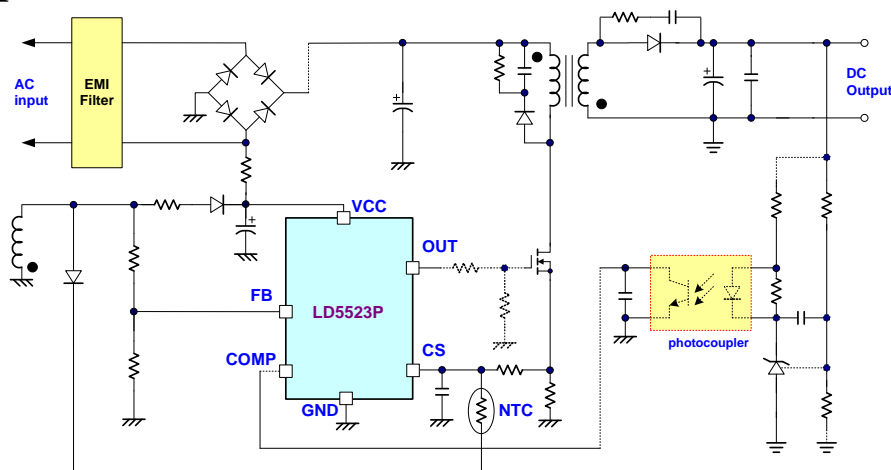 AC
input
EMI
Filter
DC
Output
VCC
OUT
FB
LD5523P
COMP
CS
GND
NTC
photocoupler
+
+
+